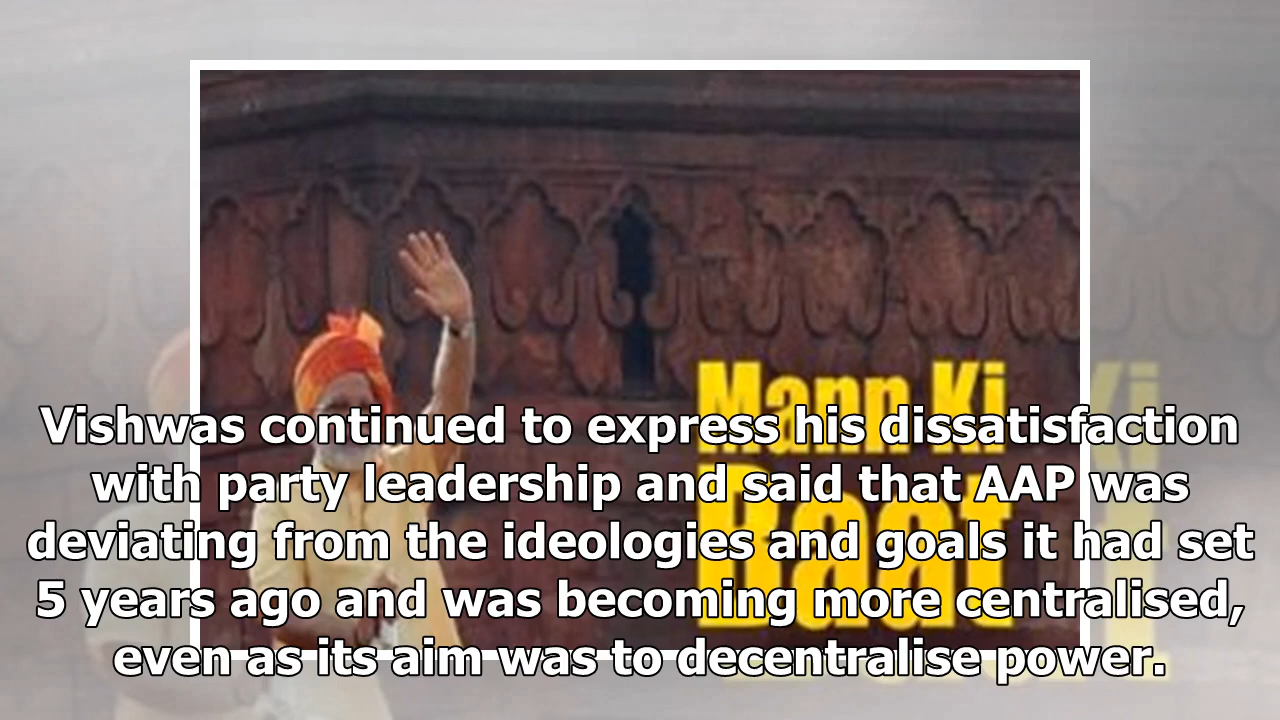 Mann Ki
Baat
Vishwas continued to express his dissatisfaction
with party leadership and said that AAP was
deviating from the ideologies and goals it had set
5 years ago and was becoming more centralised,
even as its aim was to decentralise power.